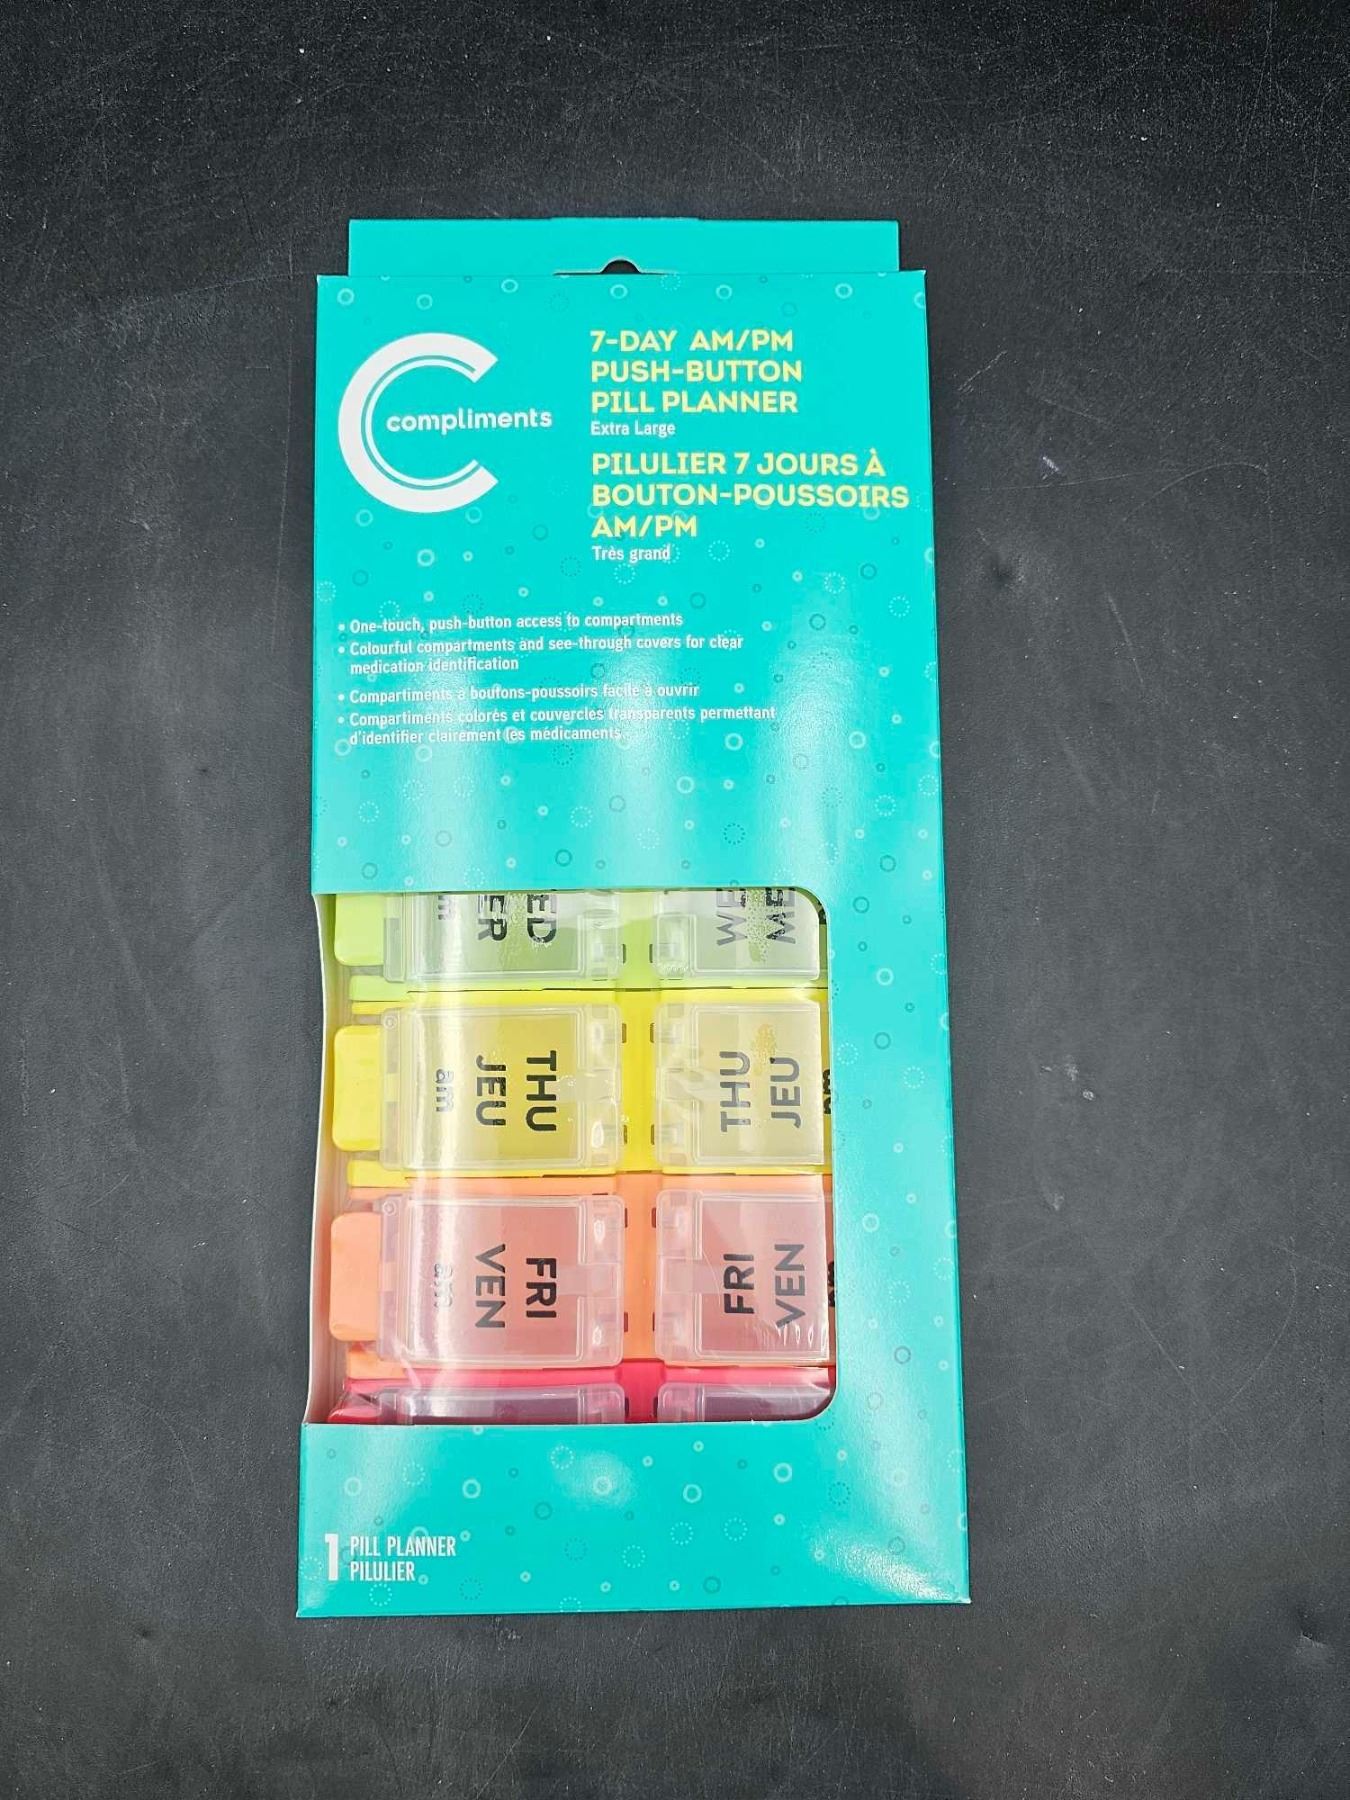 compliments
7-DAY AM/PM
PUSH-BUTTON
PILL PLANNER
Extra Large
PILULIER 7 JOURS À
BOUTON-POUSSOIRS
AM/PM
Très grand
• One-touch, push-button access to compartments
• Colourful compartments and see-through covers for clear
medication identification
• Compartiments à boutons-poussoirs facile à ouvrir
• Compartiments colorés et couvercles transparents permettant
d'identifier clairement les médicaments
THU
JEU
am
THU
JEU
pm
FRI
VEN
am
FRI
VEN
1 PILL PLANNER
PILULIER